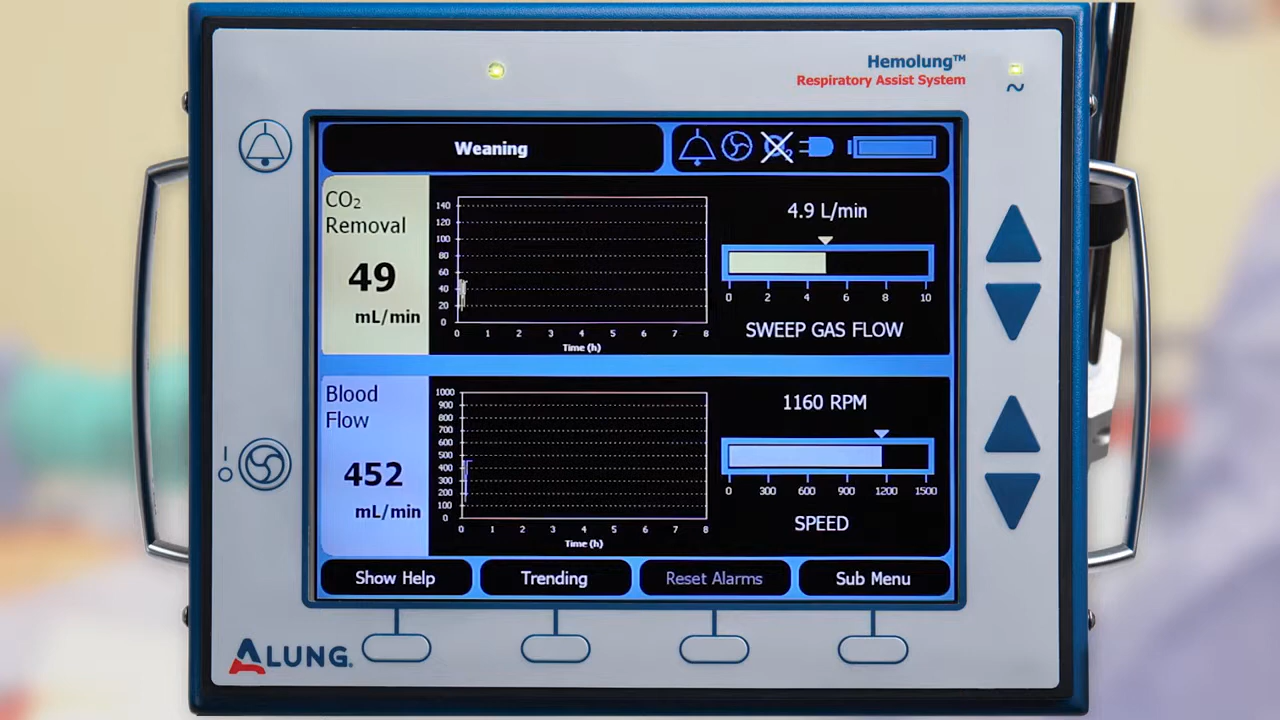 Hemolung™
Respiratory Assist System
Weaning
CO₂
Removal
49
mL/min
140
120
100
80
60
40
20
0
0 1 2 3 4 5 6 7 8
Time (h)
4.9 L/min
0 2 4 6 8 10
SWEEP GAS FLOW
Blood
Flow
452
mL/min
1000
900
800
700
600
500
400
300
200
100
0
0 1 2 3 4 5 6 7 8
Time (h)
1160 RPM
0 300 600 900 1200 1500
SPEED
Show Help
Trending
Reset Alarms
Sub Menu
ALUNG®